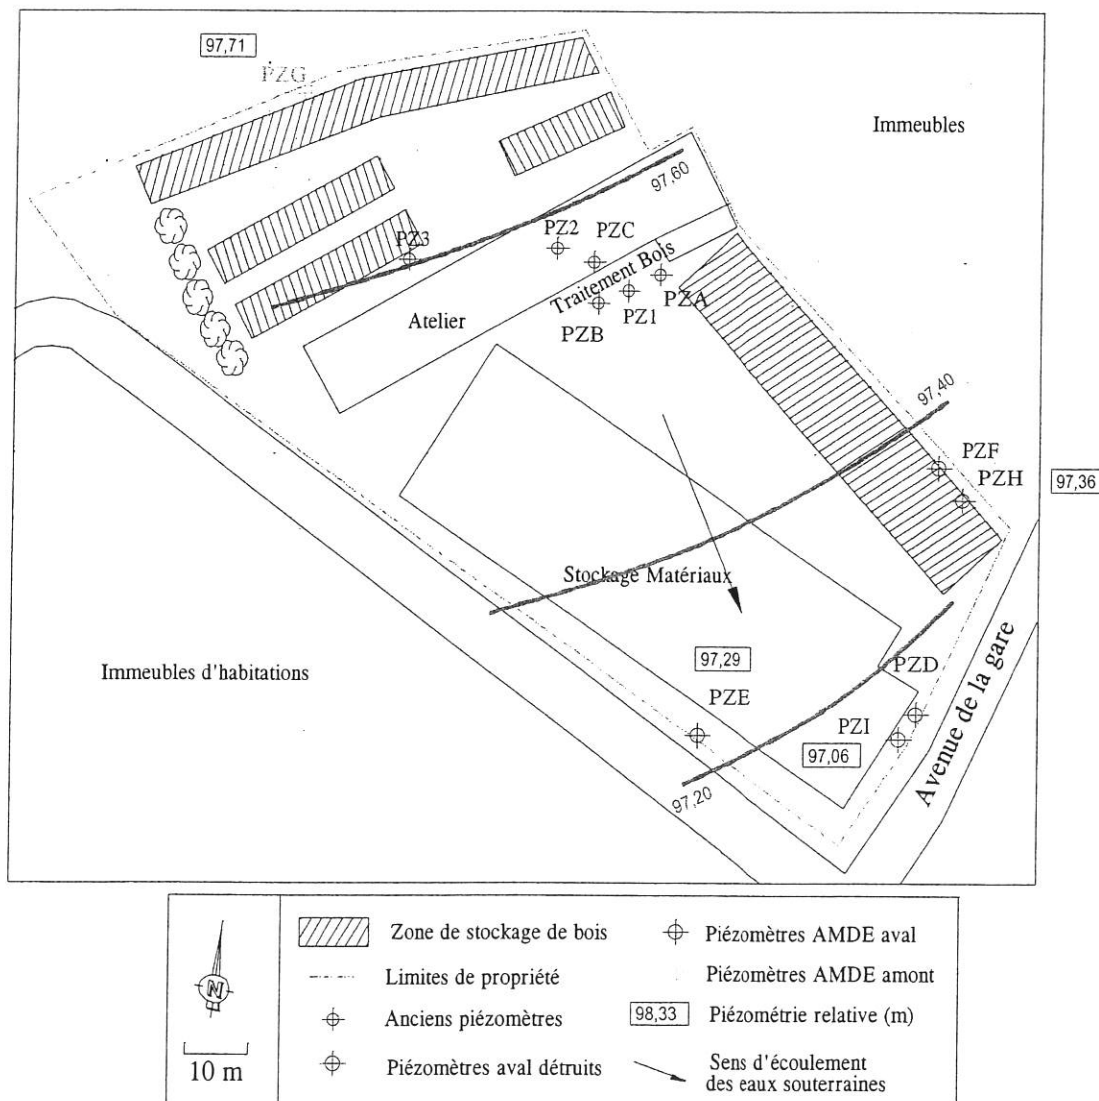 97,71
PZG
Immeubles
97,60
PZ2
PZC
PZ3
Traitement Bois
PZA
PZ1
PZB
Atelier
97,40
PZF
PZH
97,36
Stockage Matériaux
97,29
PZD
Immeubles d'habitations
PZE
PZI
97,06
97,20
Avenue de la gare
Zone de stockage de bois
Piézomètres AMDE aval
Limites de propriété
Piézomètres AMDE amont
N
Anciens piézomètres
98,33
Piézométrie relative (m)
10 m
Piézomètres aval détruits
Sens d'écoulement
des eaux souterraines